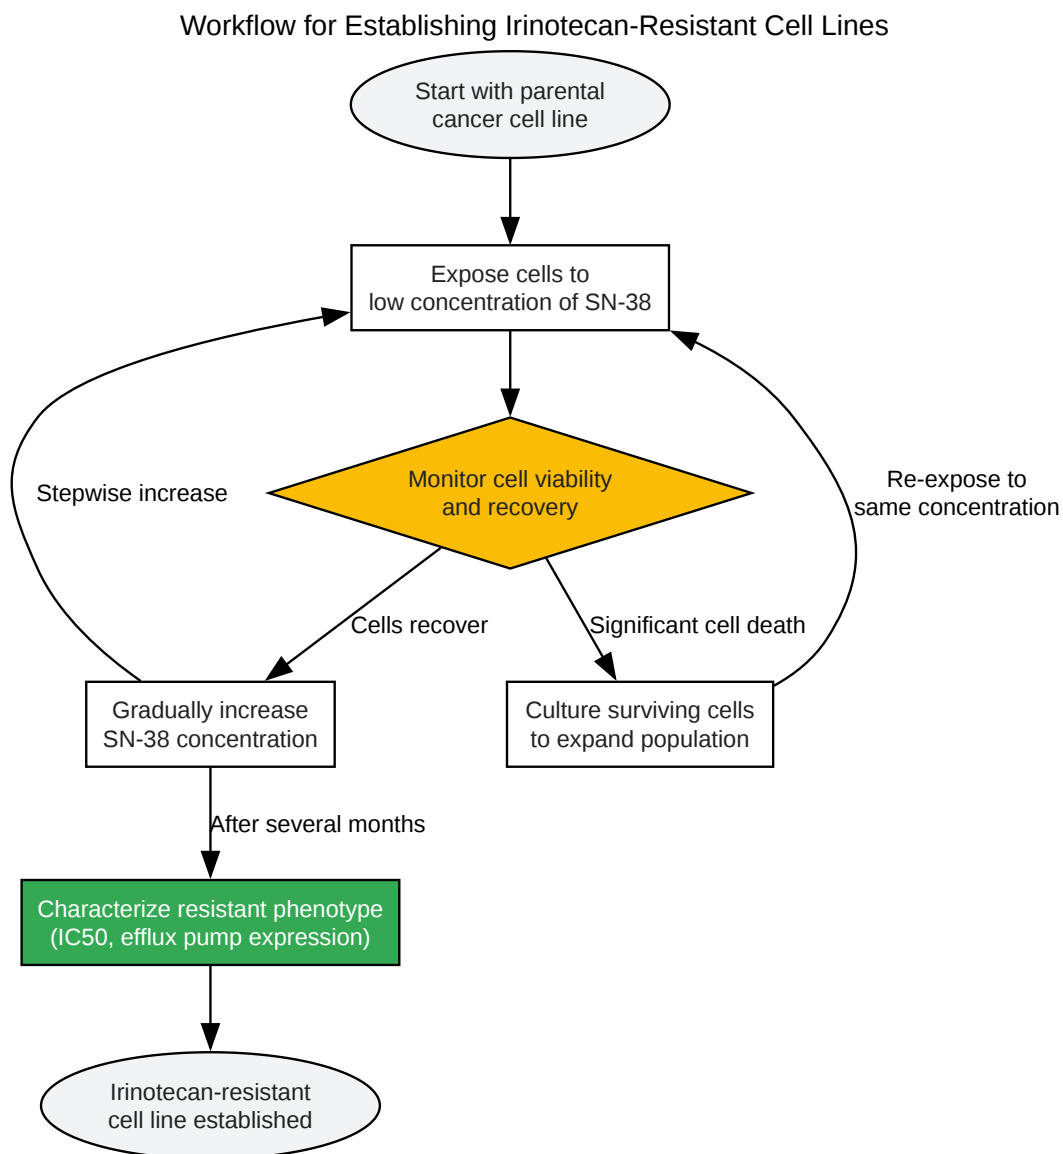 Workflow for Establishing Irinotecan-Resistant Cell Lines
Start with parental
cancer cell line
Expose cells to
low concentration of SN-38
Stepwise increase
Monitor cell viability
and recovery
Re-expose to
same concentration
Cells recover
Significant cell death
Gradually increase
SN-38 concentration
Culture surviving cells
to expand population
After several months
Characterize resistant phenotype
(IC50, efflux pump expression)
Irinotecan-resistant
cell line established